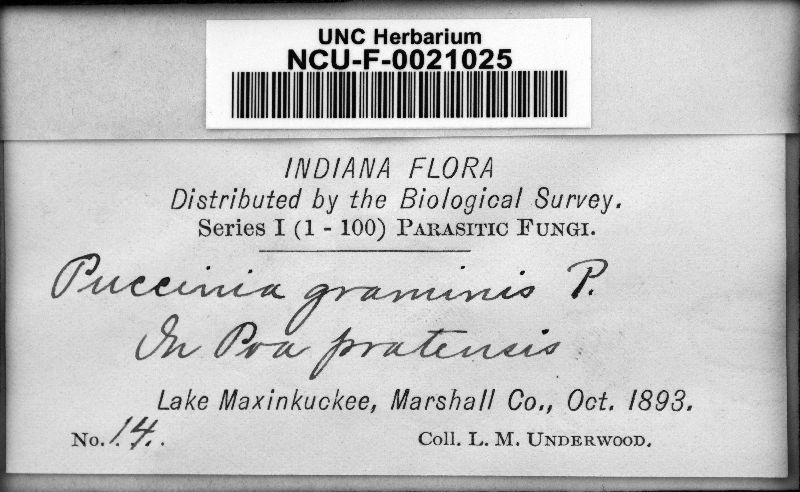 UNC Herbarium
NCU-F-0021025
INDIANA FLORA
Distributed by the Biological Survey.
Series I (1 - 100) PARASITIC FUNGI.
Puccinia graminis P.
On Poa pratensis
Lake Maxinkuckee, Marshall Co., Oct. 1893.
No. 14.
Coll. L. M. UNDERWOOD.